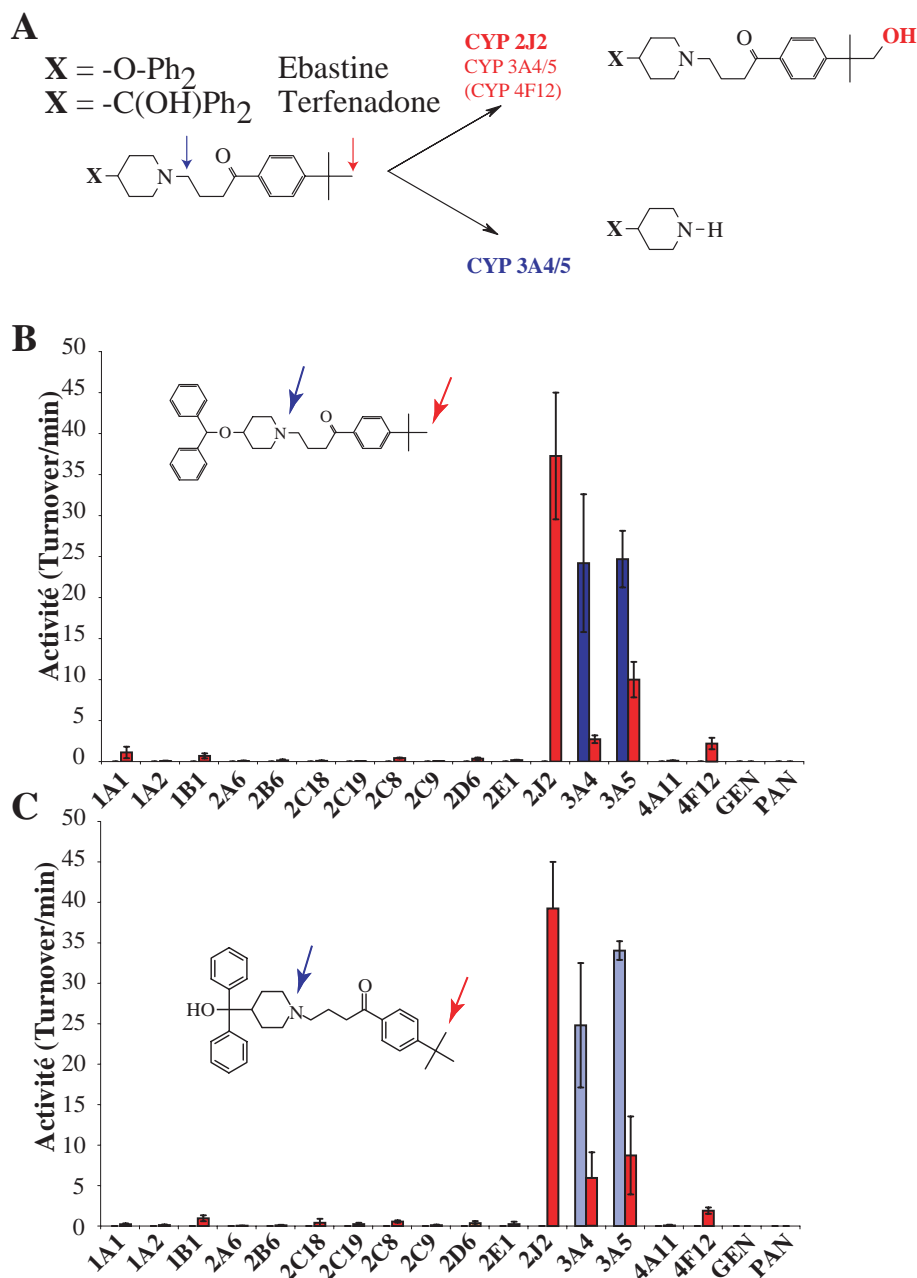 A
X = -O-Ph2 Ebastine
X = -C(OH)Ph2 Terfenadone
X
N
O
CYP 2J2
CYP 3A4/5
(CYP 4F12)
X
N
O
OH
CYP 3A4/5
X
N-H
B
Activité (Turnover/min)
50
45
40
35
30
25
20
15
10
5
0
O
N
O
1A1 1A2 1B1 2A6 2B6 2C18 2C19 2C8 2C9 2D6 2E1 2J2 3A4 3A5 4A11 4F12 GEN PAN
C
Activité (Turnover/min)
50
45
40
35
30
25
20
15
10
5
0
HO
N
O
1A1 1A2 1B1 2A6 2B6 2C18 2C19 2C8 2C9 2D6 2E1 2J2 3A4 3A5 4A11 4F12 GEN PAN